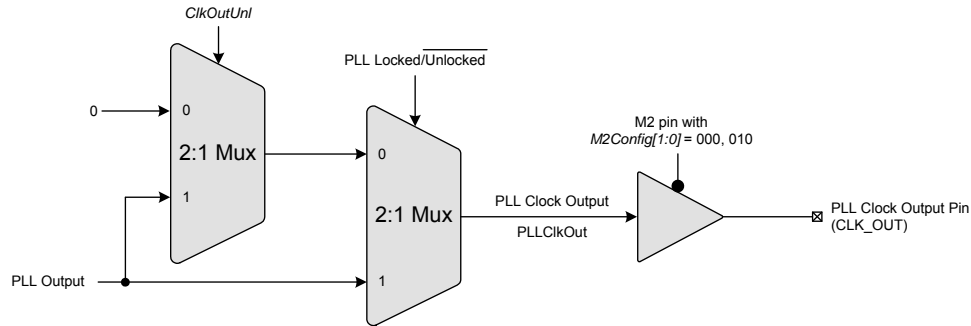 ClkOutUnl
PLL Locked/Unlocked
0
0
2:1 Mux
1
M2 pin with
M2Config[1:0] = 000, 010
0
2:1 Mux
1
PLL Clock Output
PLLClkOut
PLL Clock Output Pin
(CLK_OUT)
PLL Output